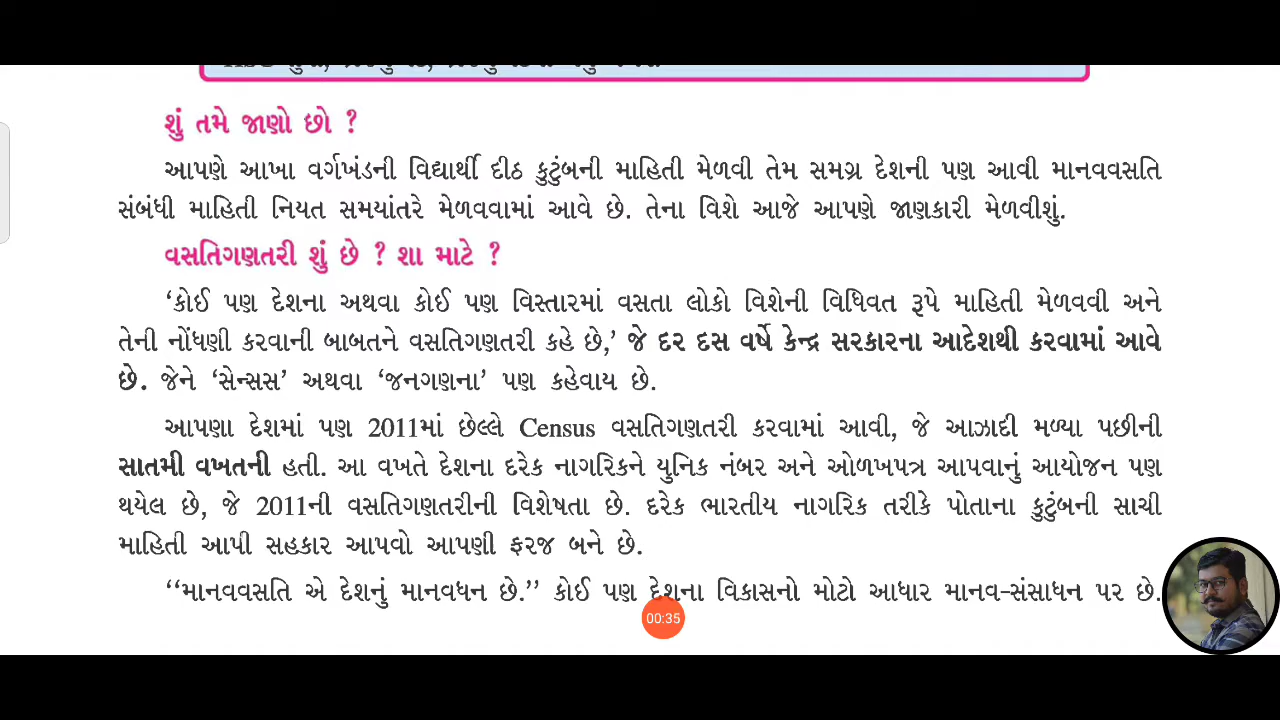 શું તમે જાણો છો ?
આપણે આખા વર્ગખંડની વિદ્યાર્થી દીઠ કુટુંબની માહિતી મેળવી તેમ સમગ્ર દેશની પણ આવી માનવવસતિ
સંબંધી માહિતી નિયત સમયાંતરે મેળવવામાં આવે છે. તેના વિશે આજે આપણે જાણકારી મેળવીશું.
વસતિગણતરી શું છે ? શા માટે ?
‘કોઈ પણ દેશના અથવા કોઈ પણ વિસ્તારમાં વસતા લોકો વિશેની વિધિવત રૂપે માહિતી મેળવવી અને
તેની નોંધણી કરવાની બાબતને વસતિગણતરી કહે છે,’ જે દર દસ વર્ષે કેન્દ્ર સરકારના આદેશથી કરવામાં આવે
છે. જેને ‘સેન્સસ’ અથવા ‘જનગણના’ પણ કહેવાય છે.
આપણા દેશમાં પણ 2011માં છેલ્લે Census વસતિગણતરી કરવામાં આવી, જે આઝાદી મળ્યા પછીની
સાતમી વખતની હતી. આ વખતે દેશના દરેક નાગરિકને યુનિક નંબર અને ઓળખપત્ર આપવાનું આયોજન પણ
થયેલ છે, જે 2011ની વસતિગણતરીની વિશેષતા છે. દરેક ભારતીય નાગરિક તરીકે પોતાના કુટુંબની સાચી
માહિતી આપી સહકાર આપવો આપણી ફરજ બને છે.
‘‘માનવવસતિ એ દેશનું માનવધન છે.’’ કોઈ પણ દેશના વિકાસનો મોટો આધાર માનવ-સંસાધન પર છે.
00:35